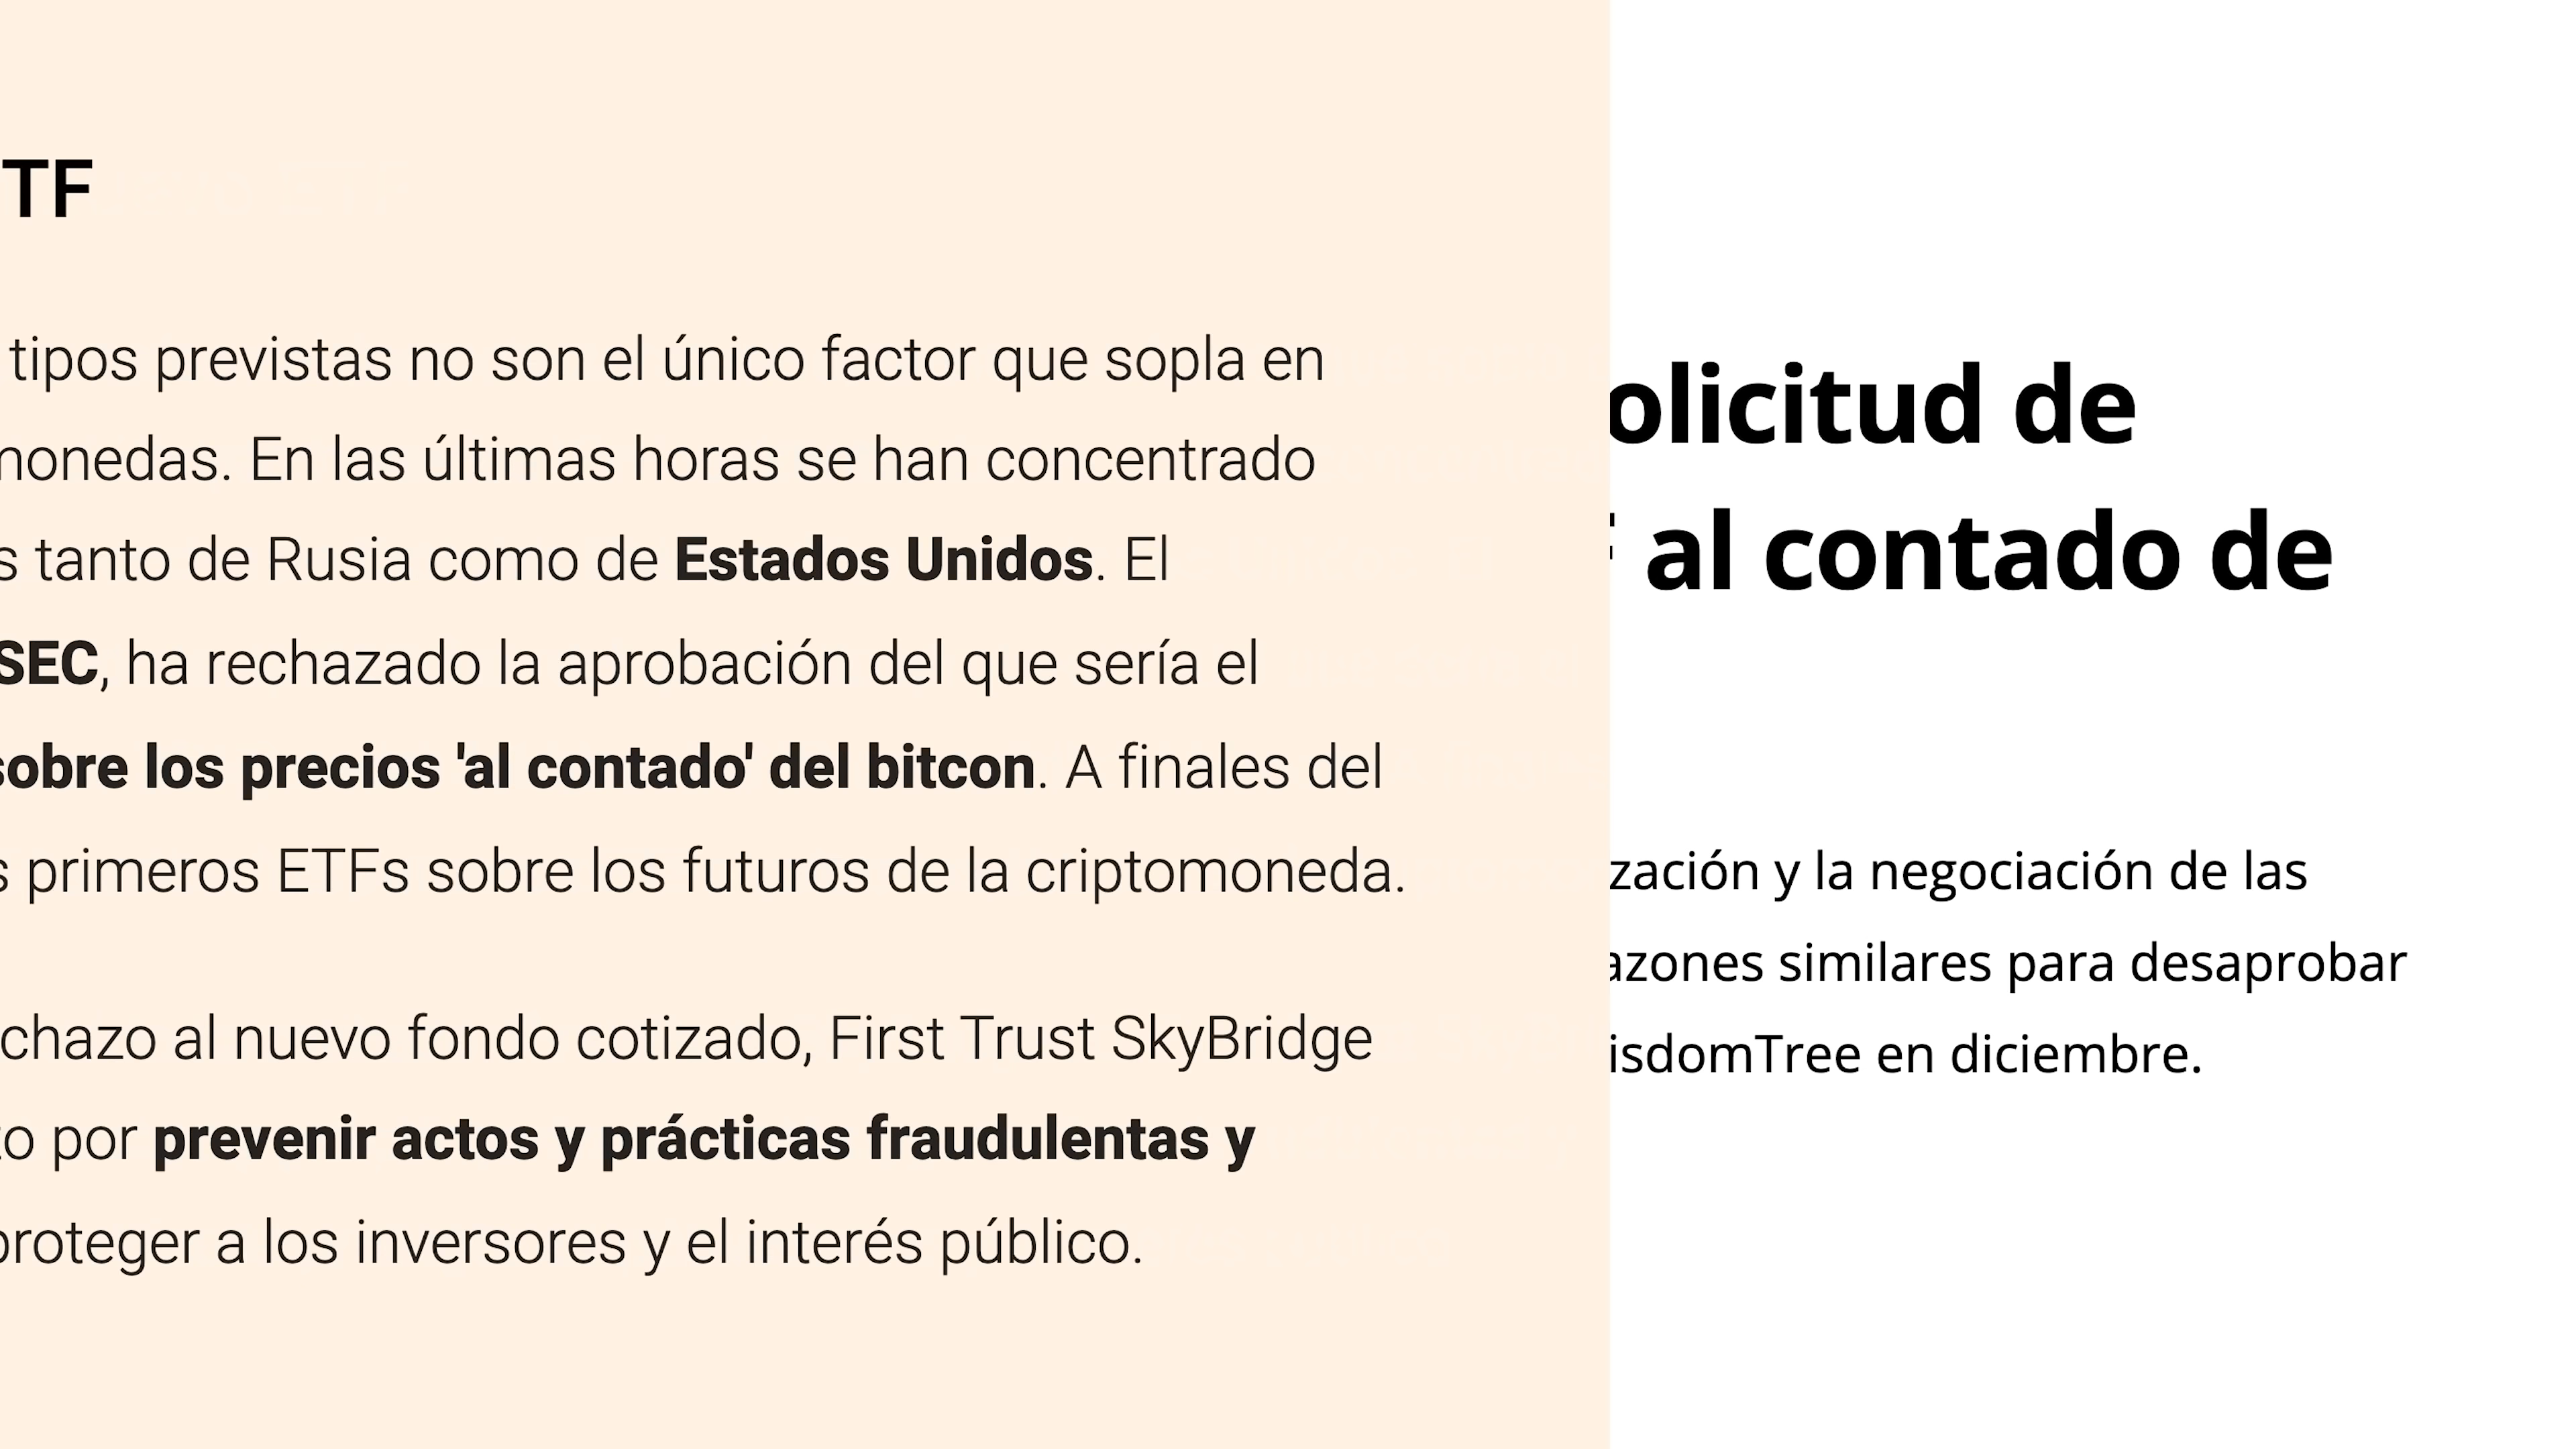 TF
tipos previstas no son el único factor que sopla en
monedas. En las últimas horas se han concentrado
s tanto de Rusia como de Estados Unidos. El
SEC, ha rechazado la aprobación del que sería el
sobre los precios 'al contado' del bitcon. A finales del
s primeros ETFs sobre los futuros de la criptomoneda.
chazo al nuevo fondo cotizado, First Trust SkyBridge
to por prevenir actos y prácticas fraudulentas y
proteger a los inversores y el interés público.
olicitud de
al contado de
zación y la negociación de las
azones similares para desaprobar
isdomTree en diciembre.